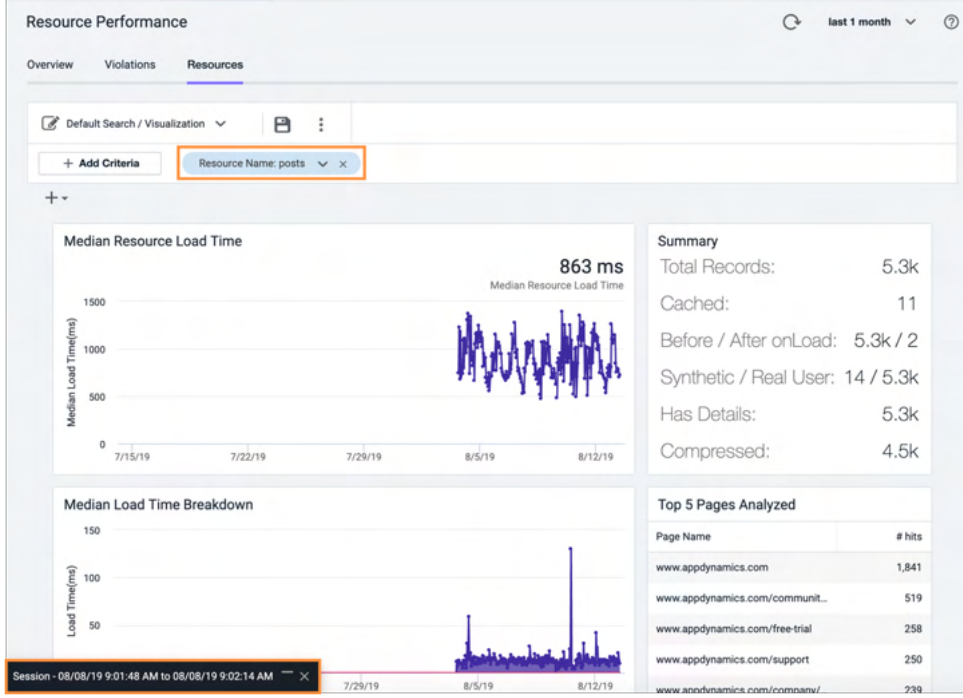 Resource Performance
last 1 month
Overview Violations Resources
Default Search / Visualization
+ Add Criteria Resource Name: posts
Median Resource Load Time
863 ms
Median Resource Load Time
Median Load Time(ms)
1500
1000
500
0
7/15/19 7/22/19 7/29/19 8/5/19 8/12/19
Summary
Total Records: 5.3k
Cached: 11
Before / After onLoad: 5.3k / 2
Synthetic / Real User: 14 / 5.3k
Has Details: 5.3k
Compressed: 4.5k
Median Load Time Breakdown
Load Time(ms)
150
100
50
7/29/19 8/5/19 8/12/19
Top 5 Pages Analyzed
Page Name # hits
www.appdynamics.com 1,841
www.appdynamics.com/communit... 519
www.appdynamics.com/free-trial 258
www.appdynamics.com/support 250
www.appdynamics.com/company/ 239
Session - 08/08/19 9:01:48 AM to 08/08/19 9:02:14 AM